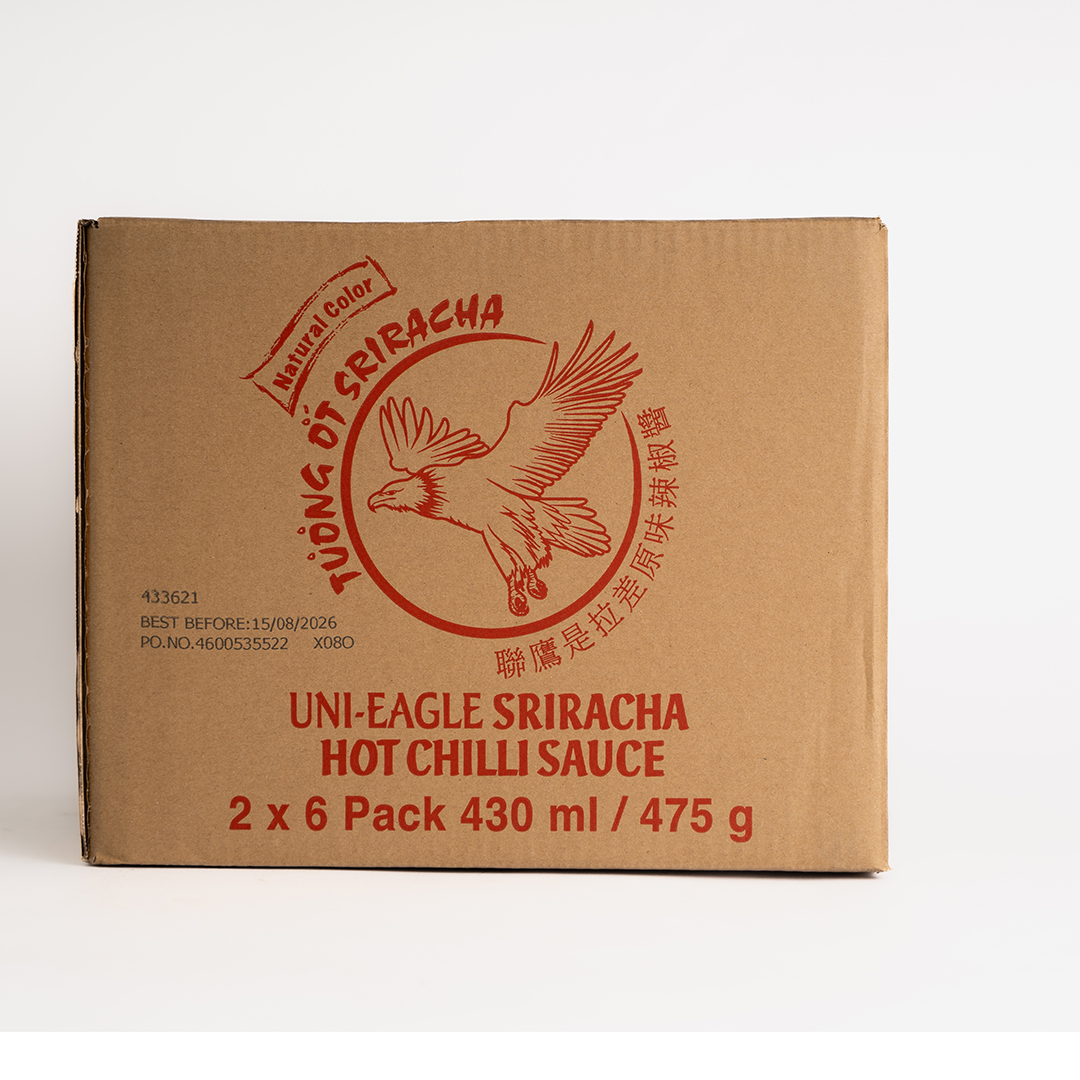 Natural Color
TƯƠNG ỚT SRIRACHA
聯鷹是拉差原味辣椒醬
433621
BEST BEFORE:15/08/2026
PO.NO.4600535522 X08O
UNI-EAGLE SRIRACHA
HOT CHILLI SAUCE
2 x 6 Pack 430 ml / 475 g